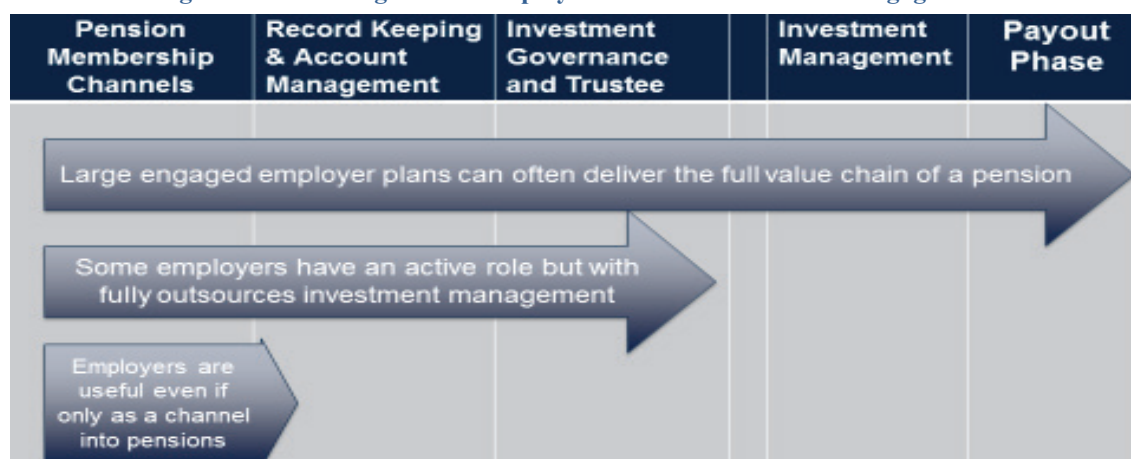 Pension
Membership
Channels
Record Keeping
& Account
Management
Investment
Governance
and Trustee
Investment
Management
Payout
Phase
Large engaged employer plans can often deliver the full value chain of a pension
Some employers have an active role but with
fully outsources investment management
Employers are
useful even if
only as a channel
into pensions